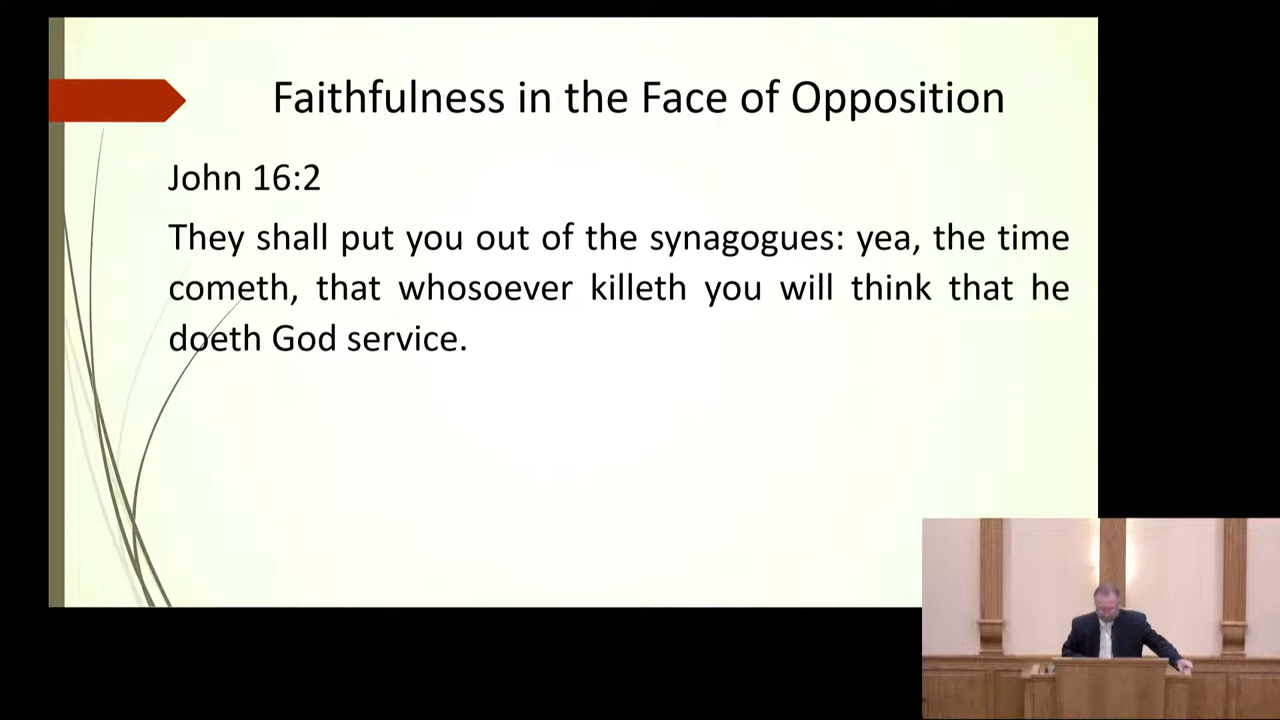 Faithfulness in the Face of Opposition
John 16:2
They shall put you out of the synagogues: yea, the time
cometh, that whosoever killeth you will think that he
doeth God service.